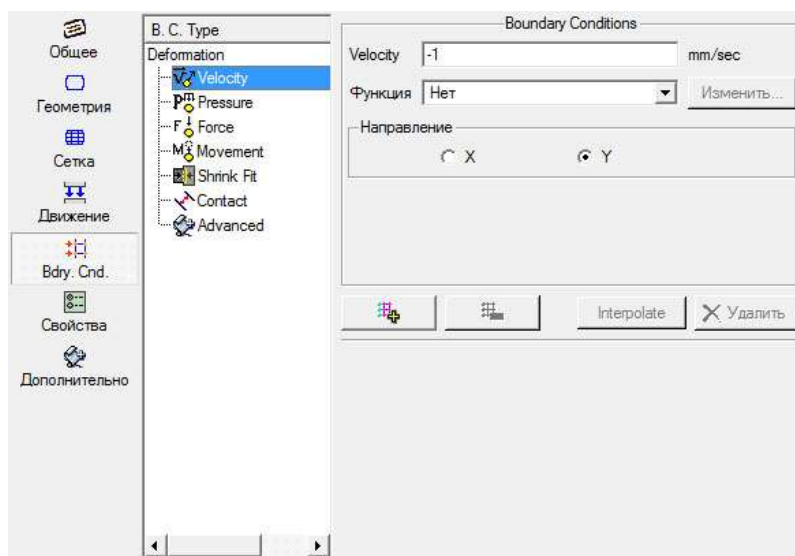 Общее
Геометрия
Сетка
Движение
Bdry. Cnd.
Свойства
Дополнительно
B. C. Type
Deformation
Velocity
Pressure
Force
Movement
Shrink Fit
Contact
Advanced
Boundary Conditions
Velocity -1 mm/sec
Функция Нет Изменить...
Направление
X Y
Interpolate Удалить